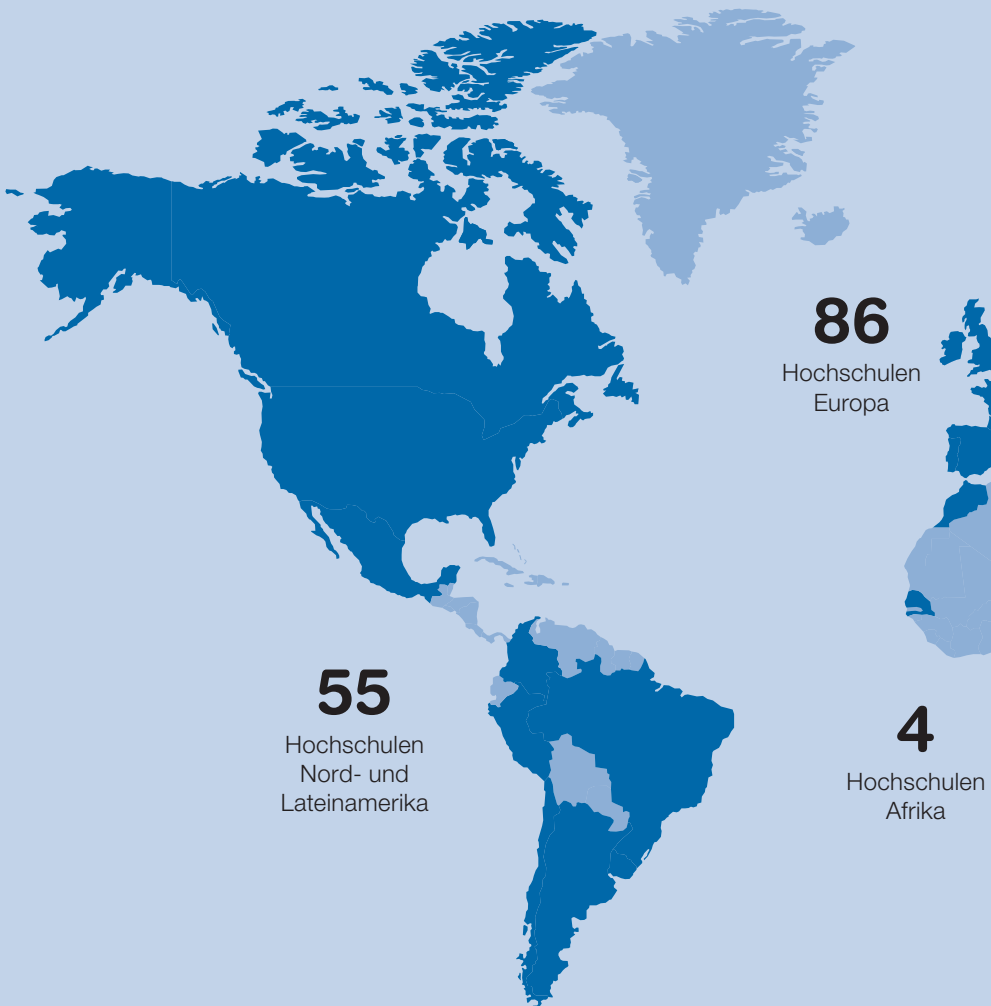 86
Hochschulen
Europa
55
Hochschulen
Nord- und
Lateinamerika
4
Hochschulen
Afrika